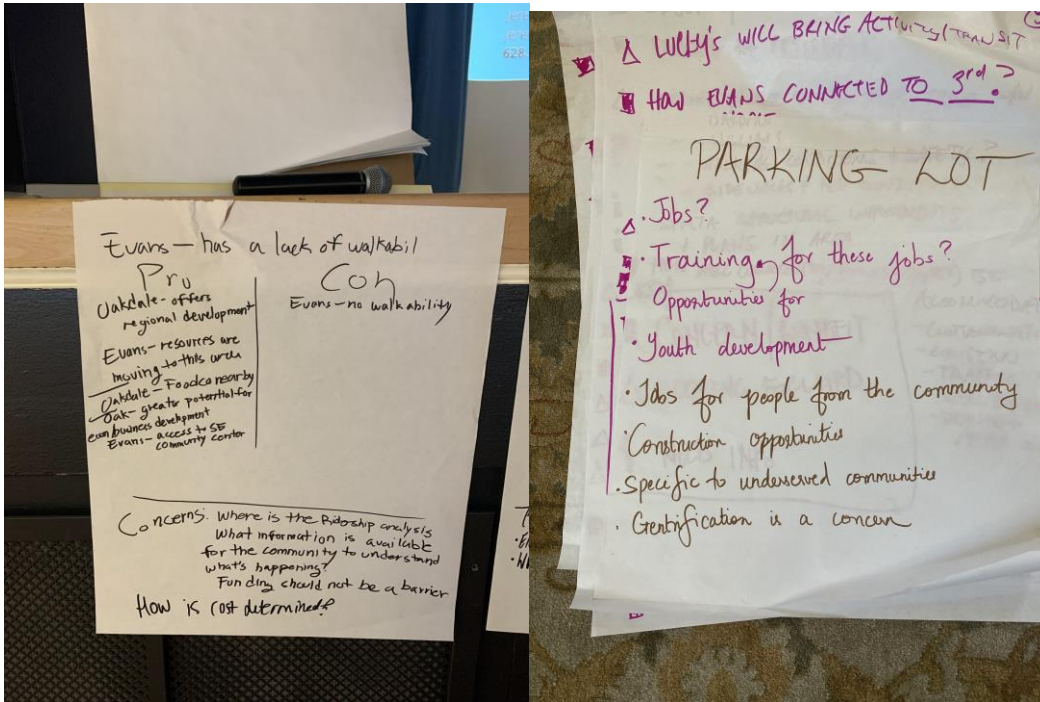 628
Evans – has a lack of walkabil
Pro
Oakdale – offers
regional development
Evans – resources are
moving to this area
Oakdale – Foodco nearby
Oak – greater potential for
econ/business development
Evans – access to SE
community center
Con
Evans – no walkability
Concerns: Where is the Ridership analysis
What information is available
for the community to understand
what's happening?
Funding should not be a barrier
How is cost determined?
Lucky's WILL BRING ACTIVITY/TRANSIT
HOW EVANS CONNECTED TO 3rd?
PARKING LOT
· Jobs?
· Training, for these jobs?
Opportunities for
· Youth development
· Jobs for people from the community
· Construction opportunities
· Specific to underserved communities
· Gentrification is a concern